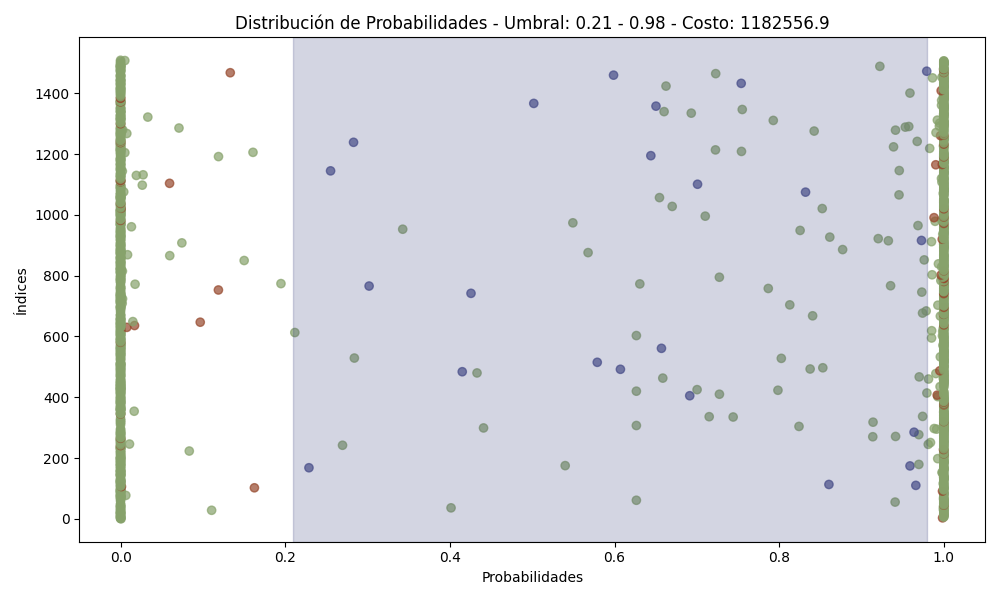 Distribución de Probabilidades - Umbral: 0.21 - 0.98 - Costo: 1182556.9
1400
1200
1000
800
600
400
200
0
Índices
0.0 0.2 0.4 0.6 0.8 1.0
Probabilidades